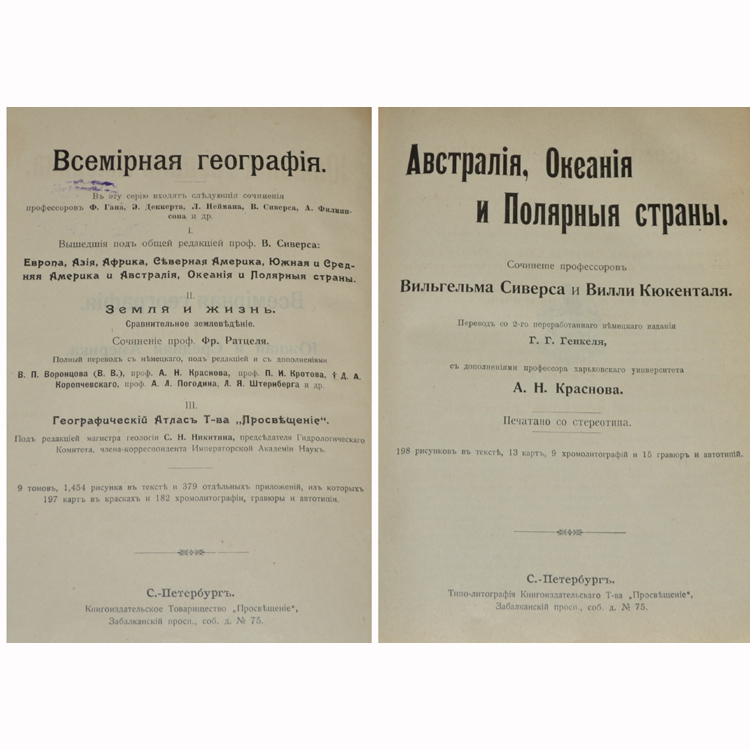 Всемірная географія.
Въ эту серію входятъ слѣдующія сочиненія
профессоровъ Ф. Гана, Э. Деккерта, Л. Неймана, В. Сиверса, А. Филипп-
сона и др.
I.
Вышедшія подъ общей редакціей проф. В. Сиверса:
Европа, Азія, Африка, Сѣверная Америка, Южная и Сред-
няя Америка и Австралія, Океанія и Полярныя страны.
II.
Земля и жизнь.
Сравнительное землевѣдѣніе.
Сочиненіе проф. Фр. Ратцеля.
Полный переводъ съ нѣмецкаго, подъ редакціей и съ дополненіями
В. П. Воронцова (В. В.), проф. А. Н. Краснова, проф. П. И. Кротова, † Д. А.
Коропчевскаго, проф. А. Л. Погодина, Л. Я. Штернберга и др.
III.
Географическій Атласъ Т-ва „Просвѣщеніе".
Подъ редакціей магистра геологіи С. Н. Никитина, предсѣдателя Гидрологическаго
Комитета, члена-корреспондента Императорской Академіи Наукъ.
9 томовъ, 1,454 рисунка въ текстѣ и 379 отдѣльныхъ приложеній, изъ которыхъ
197 картъ въ краскахъ и 182 хромолитографіи, гравюры и автотипіи.
С.-Петербургъ.
Книгоиздательское Товарищество „Просвѣщеніе",
Забалканскій просп., соб. д. № 75.
Австралія, Океанія
и Полярныя страны.
Сочиненіе профессоровъ
Вильгельма Сиверса и Вилли Кюкенталя.
Переводъ со 2-го переработаннаго нѣмецкаго изданія
Г. Г. Генкеля,
съ дополненіями профессора харьковскаго университета
А. Н. Краснова.
Печатано со стереотипа.
198 рисунковъ въ текстѣ, 13 картъ, 9 хромолитографій и 15 гравюръ и автотипій.
С.-Петербургъ.
Типо-литографія Книгоиздательскаго Т-ва „Просвѣщеніе",
Забалканскій просп., соб. д. № 75.